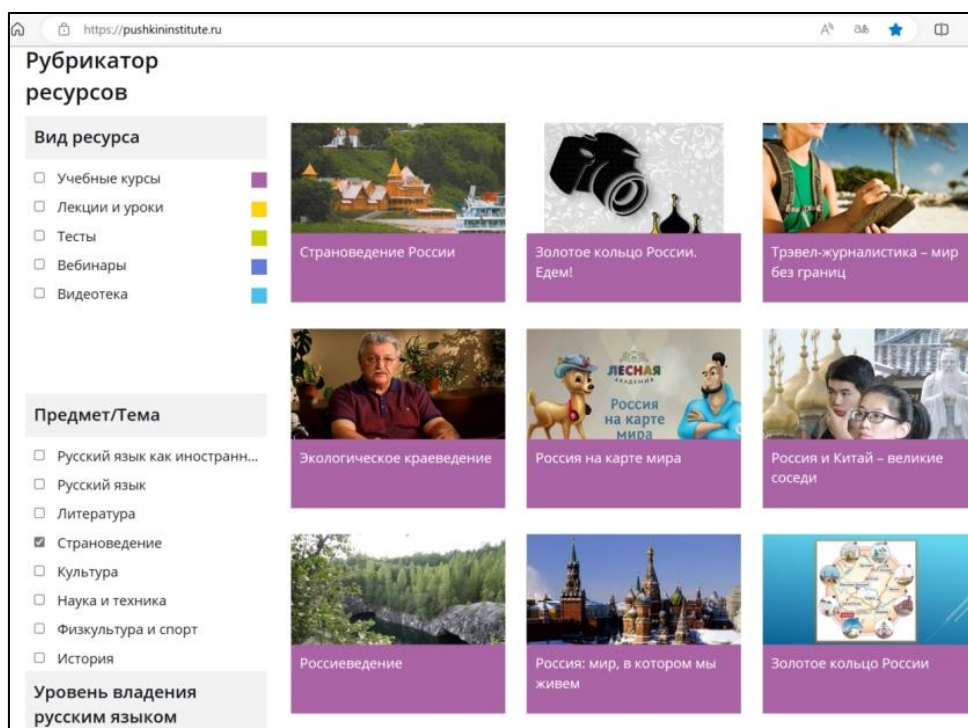 https://pushkininstitute.ru
Рубрикатор
ресурсов
Вид ресурса
Учебные курсы
Лекции и уроки
Тесты
Вебинары
Видеотека
Предмет/Тема
Русский язык как иностранн...
Русский язык
Литература
Страноведение
Культура
Наука и техника
Физкультура и спорт
История
Уровень владения
русским языком
Страноведение России
Золотое кольцо России.
Едем!
Трэвел-журналистика – мир
без границ
Экологическое краеведение
ЛЕСНАЯ
АКАДЕМИЯ
Россия
на карте
мира
Россия на карте мира
Россия и Китай – великие
соседи
Россиеведение
Россия: мир, в котором мы
живем
Золотое кольцо России